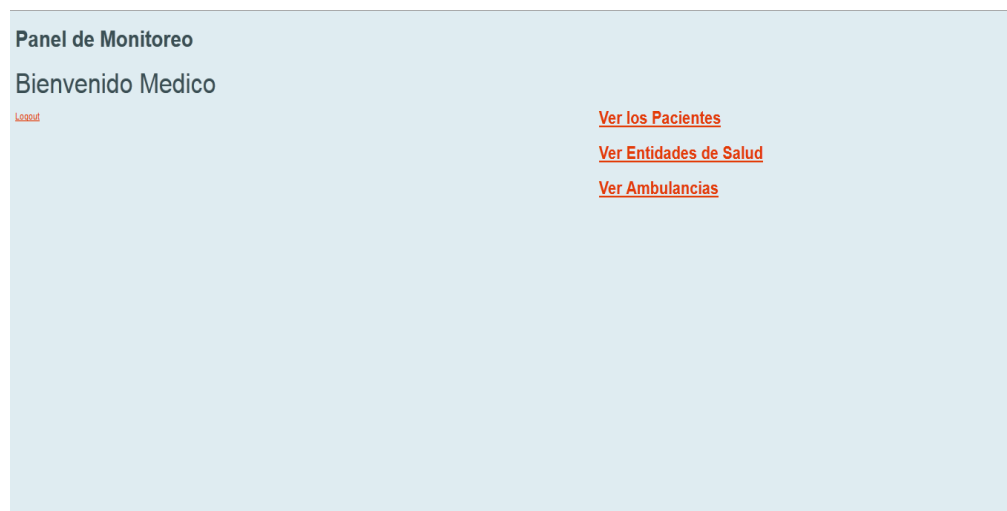 Panel de Monitoreo
Bienvenido Medico
Logout
Ver los Pacientes
Ver Entidades de Salud
Ver Ambulancias